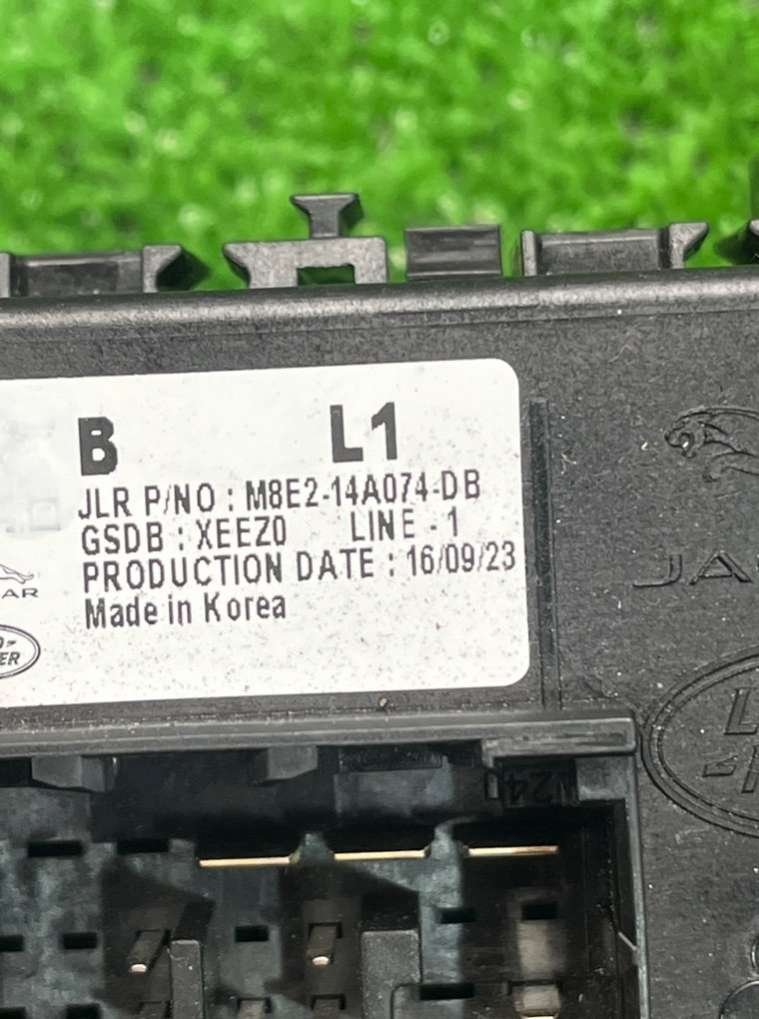 B L1
JLR P/NO : M8E2-14A074-DB
GSDB : XEEZ0 LINE - 1
PRODUCTION DATE : 16/09/23
Made in Korea